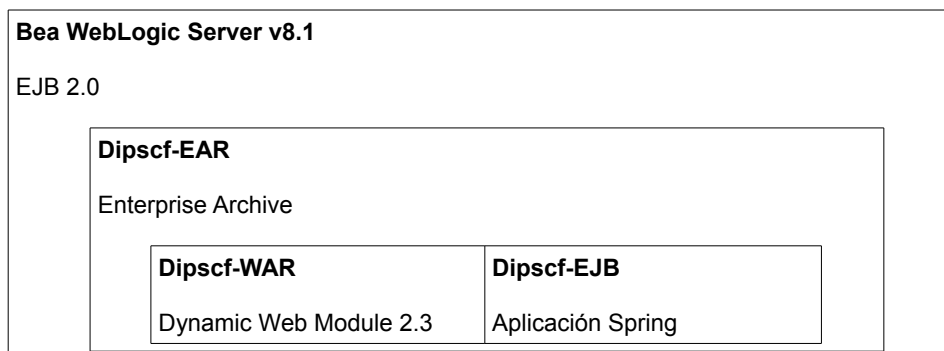 Bea WebLogic Server v8.1
EJB 2.0
Dipscf-EAR
Enterprise Archive
Dipscf-WAR
Dipscf-EJB
Dynamic Web Module 2.3
Aplicación Spring